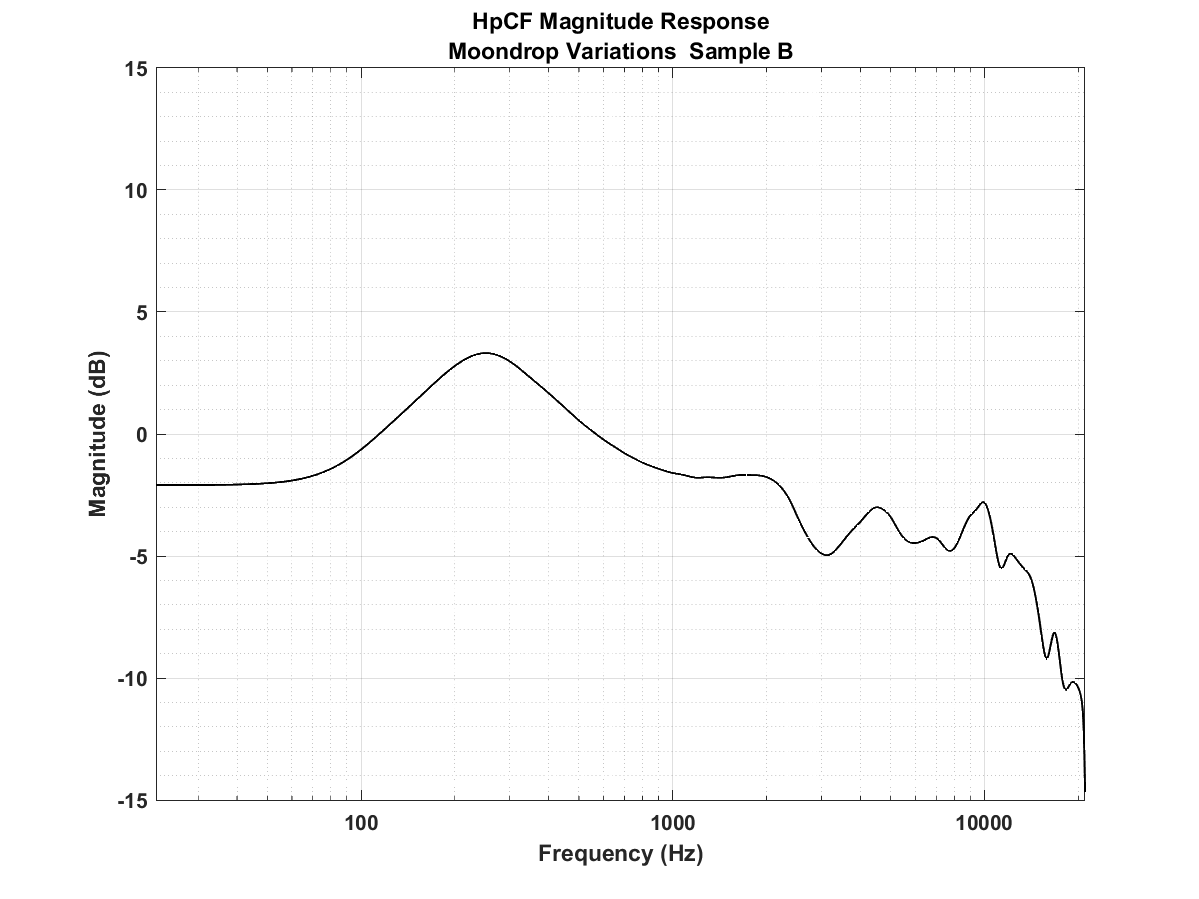 HpCF Magnitude Response
Moondrop Variations  Sample B
15
10
5
0
-5
-10
-15
Magnitude (dB)
100
1000
10000
Frequency (Hz)